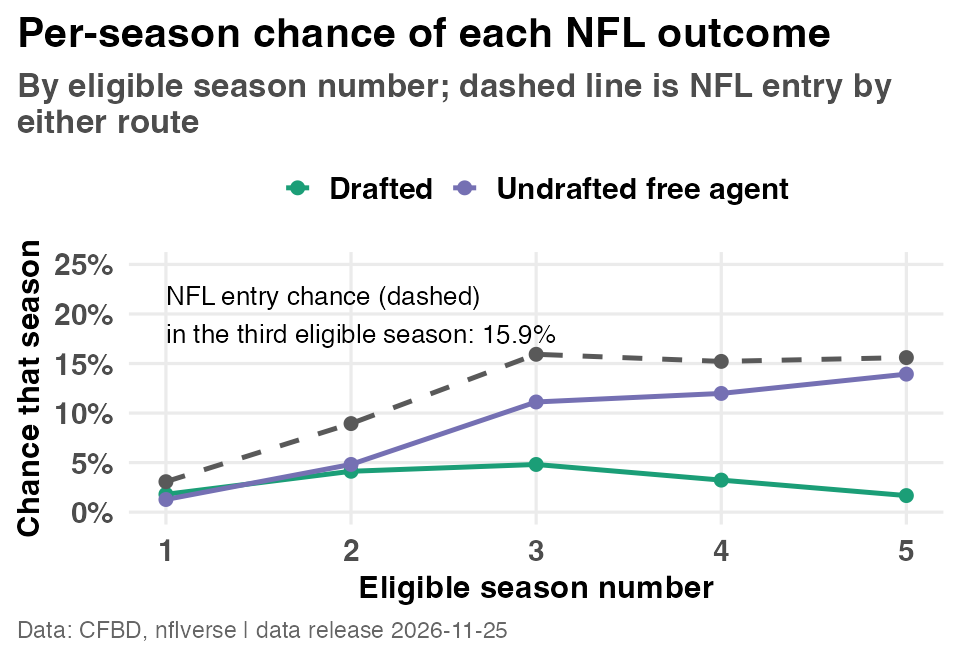 Per-season chance of each NFL outcome
By eligible season number; dashed line is NFL entry by
either route
Drafted
Undrafted free agent
Chance that season
25%
20%
15%
10%
5%
0%
NFL entry chance (dashed)
in the third eligible season: 15.9%
1 2 3 4 5
Eligible season number
Data: CFBD, nflverse | data release 2026-11-25